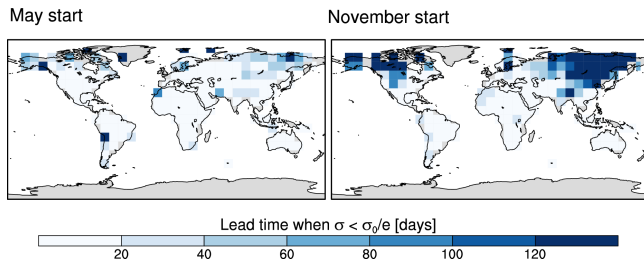 May start
November start
Lead time when σ < σ₀/e [days]
20 40 60 80 100 120